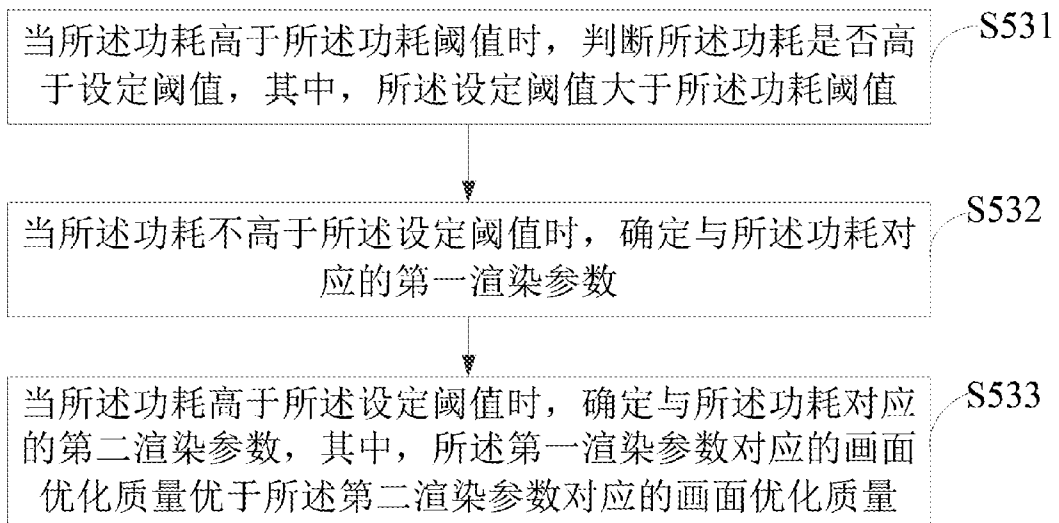 当所述功耗高于所述功耗阈值时，判断所述功耗是否高
于设定阈值，其中，所述设定阈值大于所述功耗阈值
S531
当所述功耗不高于所述设定阈值时，确定与所述功耗对
应的第一渲染参数
S532
当所述功耗高于所述设定阈值时，确定与所述功耗对应
的第二渲染参数，其中，所述第一渲染参数对应的画面
优化质量优于所述第二渲染参数对应的画面优化质量
S533